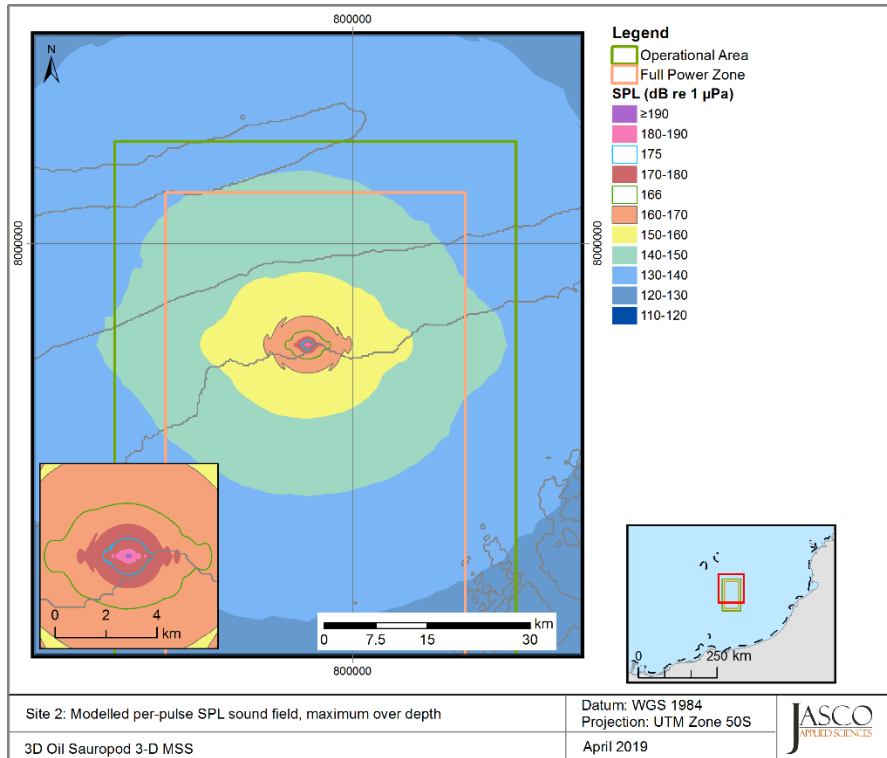 800000
N
8000000
8000000
800000
0 2 4
km
km
0 7.5 15 30
Legend
Operational Area
Full Power Zone
SPL (dB re 1 µPa)
≥190
180-190
175
170-180
166
160-170
150-160
140-150
130-140
120-130
110-120
0 250 km
Site 2: Modelled per-pulse SPL sound field, maximum over depth
3D Oil Sauropod 3-D MSS
Datum: WGS 1984
Projection: UTM Zone 50S
April 2019
JASCO
APPLIED SCIENCES